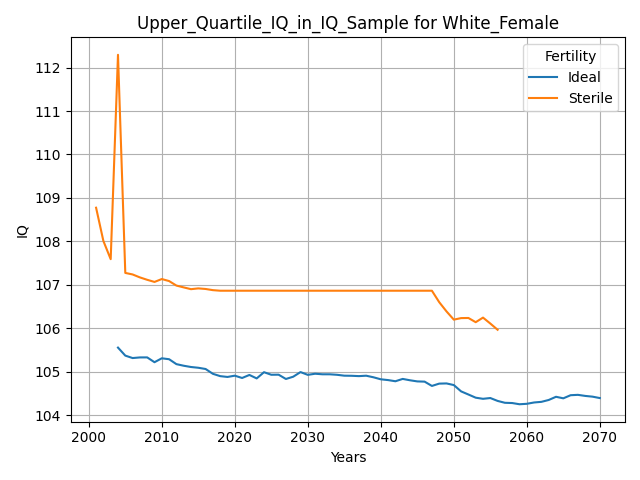 Upper_Quartile_IQ_in_IQ_Sample for White_Female
Fertility
Ideal
Sterile
112
111
110
109
108
107
106
105
104
IQ
2000 2010 2020 2030 2040 2050 2060 2070
Years